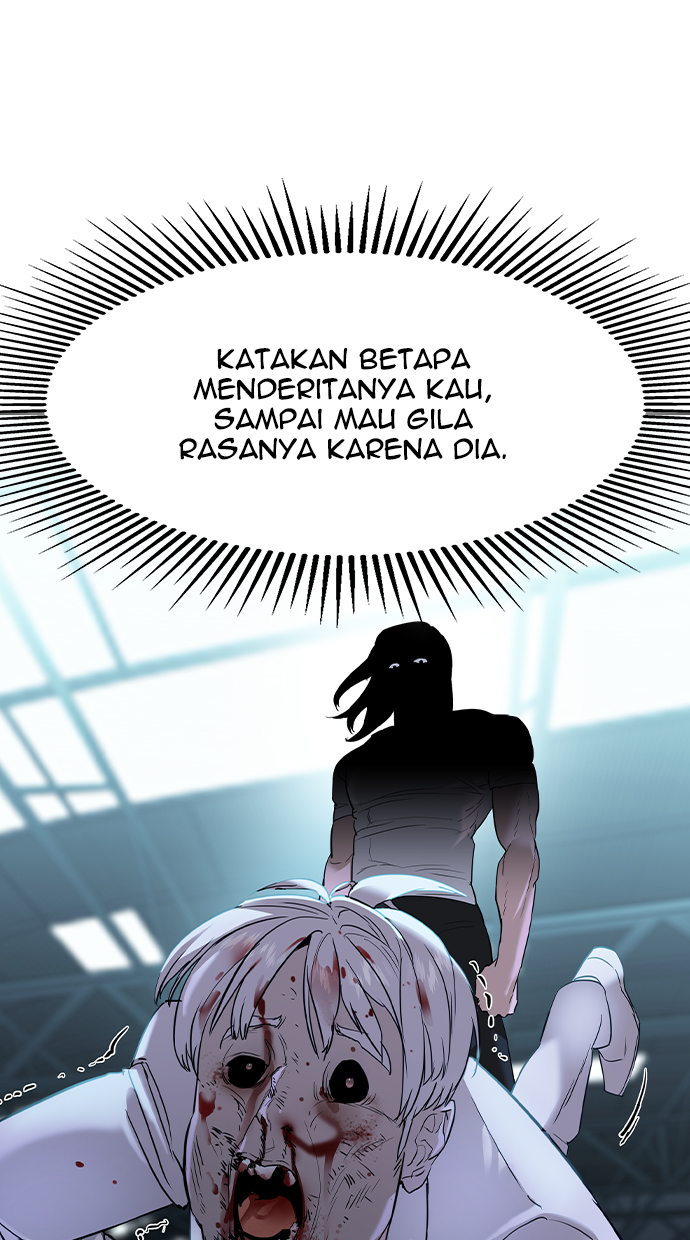 KATAKAN BETAPA
MENDERITANYA KAU,
SAMPAI MAU GILA
RASANYA KARENA DIA.